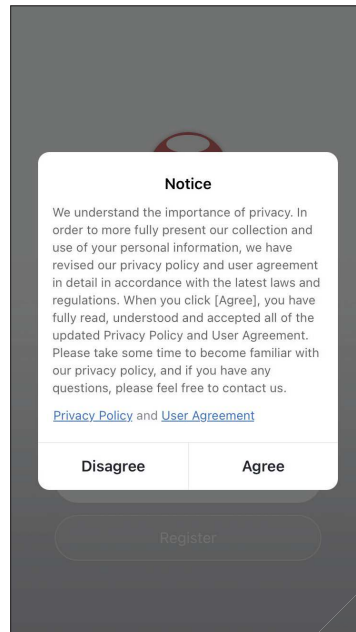 Notice
We understand the importance of privacy. In
order to more fully present our collection and
use of your personal information, we have
revised our privacy policy and user agreement
in detail in accordance with the latest laws and
regulations. When you click [Agree], you have
fully read, understood and accepted all of the
updated Privacy Policy and User Agreement.
Please take some time to become familiar with
our privacy policy, and if you have any
questions, please feel free to contact us.
Privacy Policy and User Agreement
Disagree Agree
Register